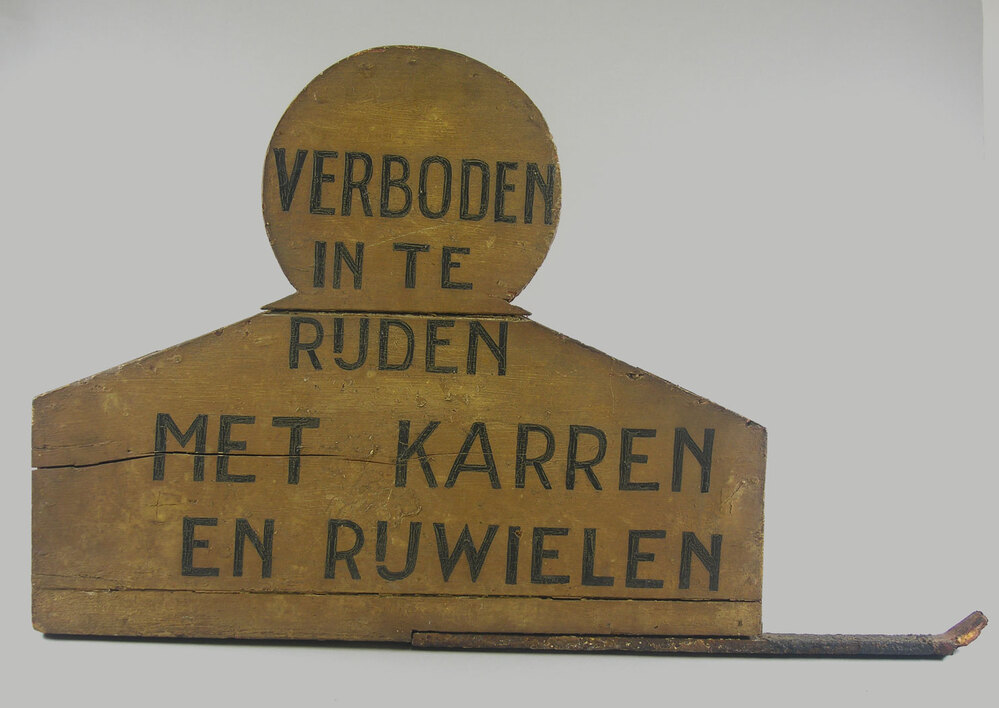 VERBODEN
IN TE
RIJDEN
MET KARREN
EN RIJWIELEN